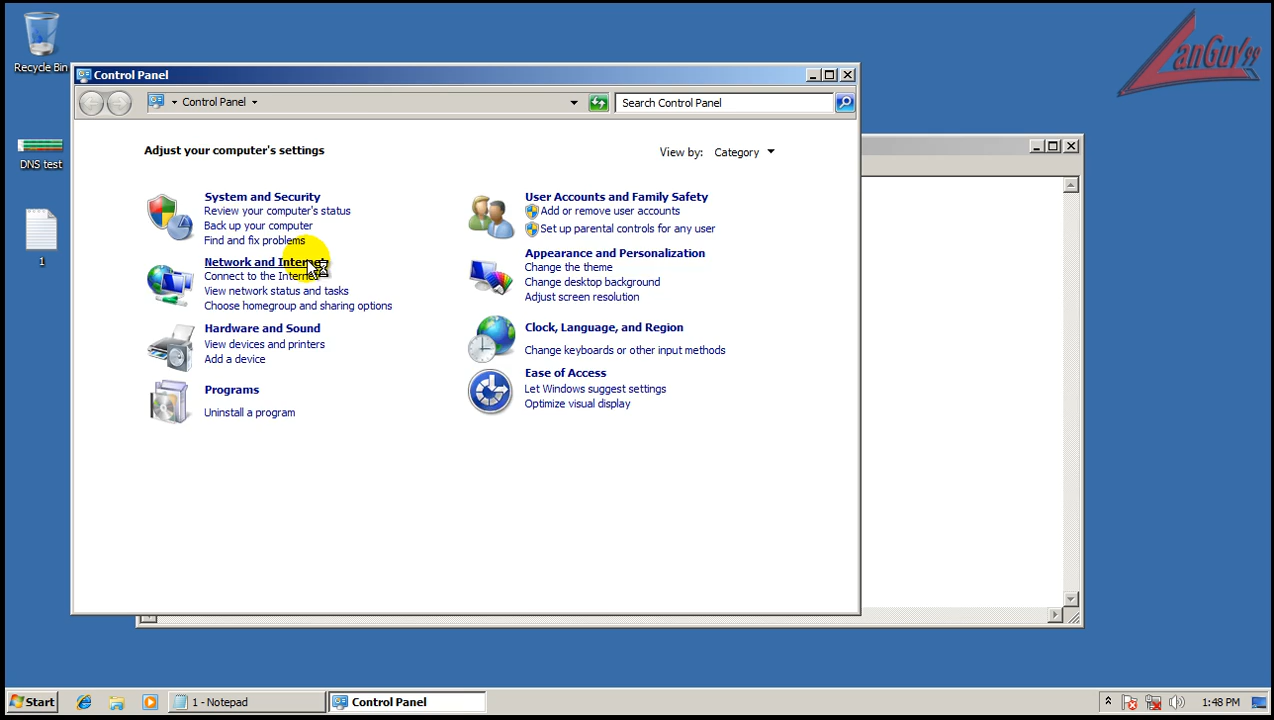 Recycle Bin
DNS test
1
Control Panel
Control Panel
Search Control Panel
Adjust your computer's settings
View by: Category
System and Security
Review your computer's status
Back up your computer
Find and fix problems
Network and Internet
Connect to the Internet
View network status and tasks
Choose homegroup and sharing options
Hardware and Sound
View devices and printers
Add a device
Programs
Uninstall a program
User Accounts and Family Safety
Add or remove user accounts
Set up parental controls for any user
Appearance and Personalization
Change the theme
Change desktop background
Adjust screen resolution
Clock, Language, and Region
Change keyboards or other input methods
Ease of Access
Let Windows suggest settings
Optimize visual display
LanGuy99
Start
1 - Notepad
Control Panel
1:48 PM